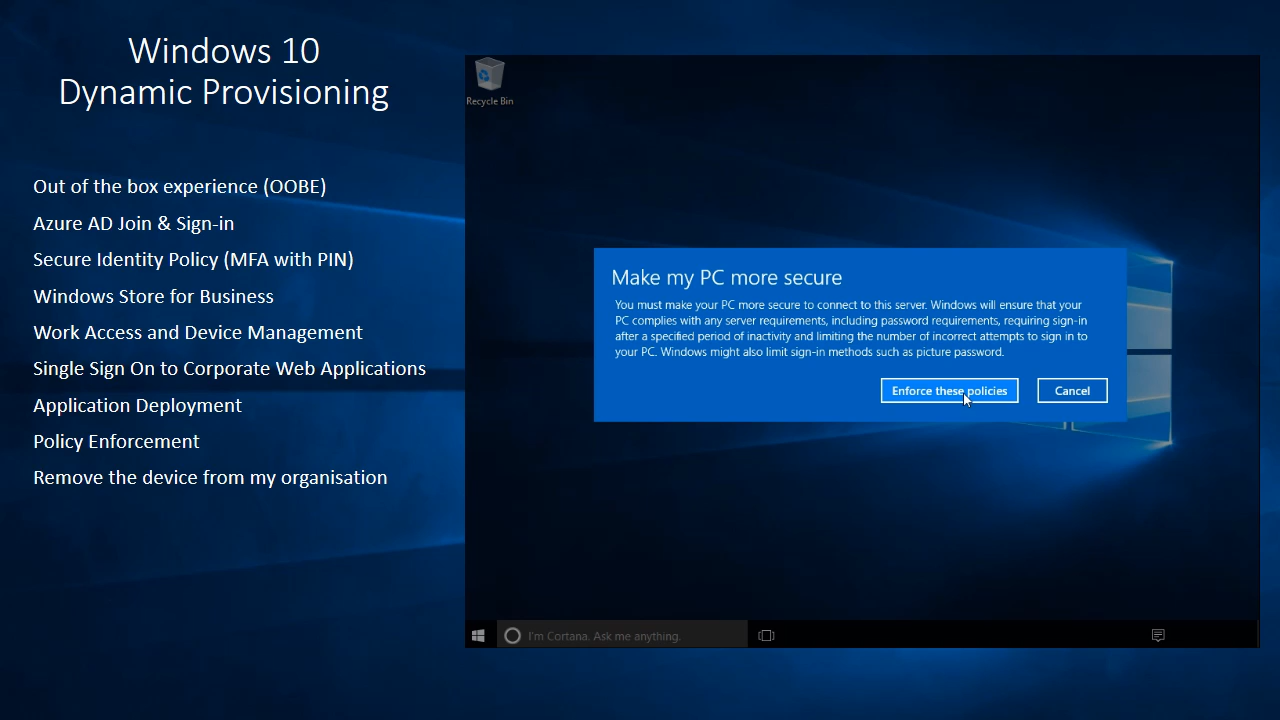 Windows 10
Dynamic Provisioning
Out of the box experience (OOBE)
Azure AD Join & Sign-in
Secure Identity Policy (MFA with PIN)
Windows Store for Business
Work Access and Device Management
Single Sign On to Corporate Web Applications
Application Deployment
Policy Enforcement
Remove the device from my organisation
Recycle Bin
Make my PC more secure
You must make your PC more secure to connect to this server. Windows will ensure that your
PC complies with any server requirements, including password requirements, requiring sign-in
after a specified period of inactivity and limiting the number of incorrect attempts to sign in to
your PC. Windows might also limit sign-in methods such as picture password.
Enforce these policies
Cancel
I'm Cortana. Ask me anything.